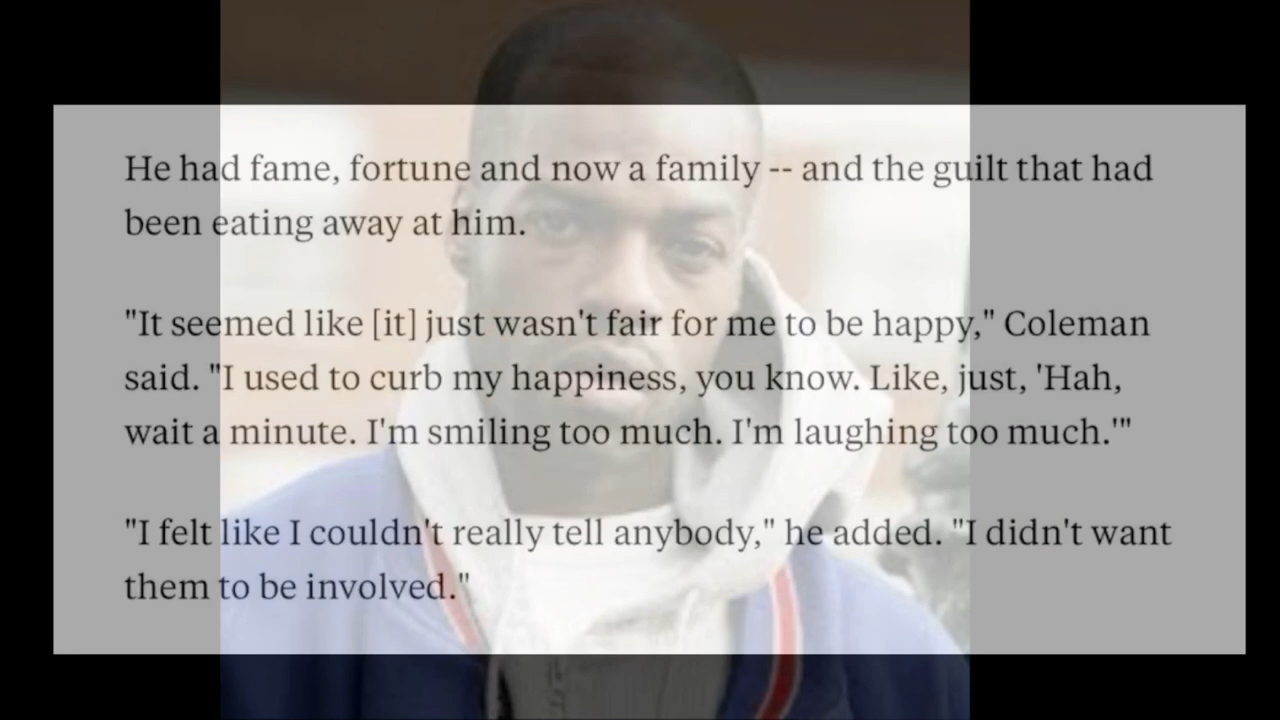 He had fame, fortune and now a family -- and the guilt that had
been eating away at him.
"It seemed like [it] just wasn't fair for me to be happy," Coleman
said. "I used to curb my happiness, you know. Like, just, 'Hah,
wait a minute. I'm smiling too much. I'm laughing too much.'"
"I felt like I couldn't really tell anybody," he added. "I didn't want
them to be involved."